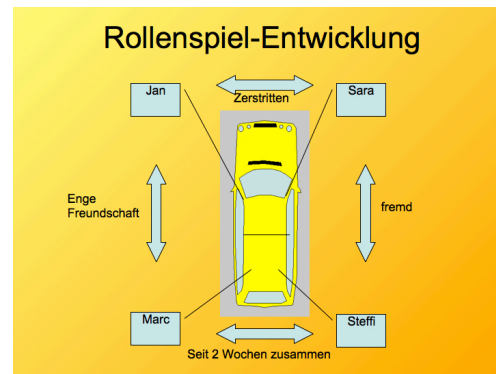 Rollenspiel-Entwicklung
Jan
Sara
Zerstritten
Enge
Freundschaft
fremd
Marc
Steffi
Seit 2 Wochen zusammen